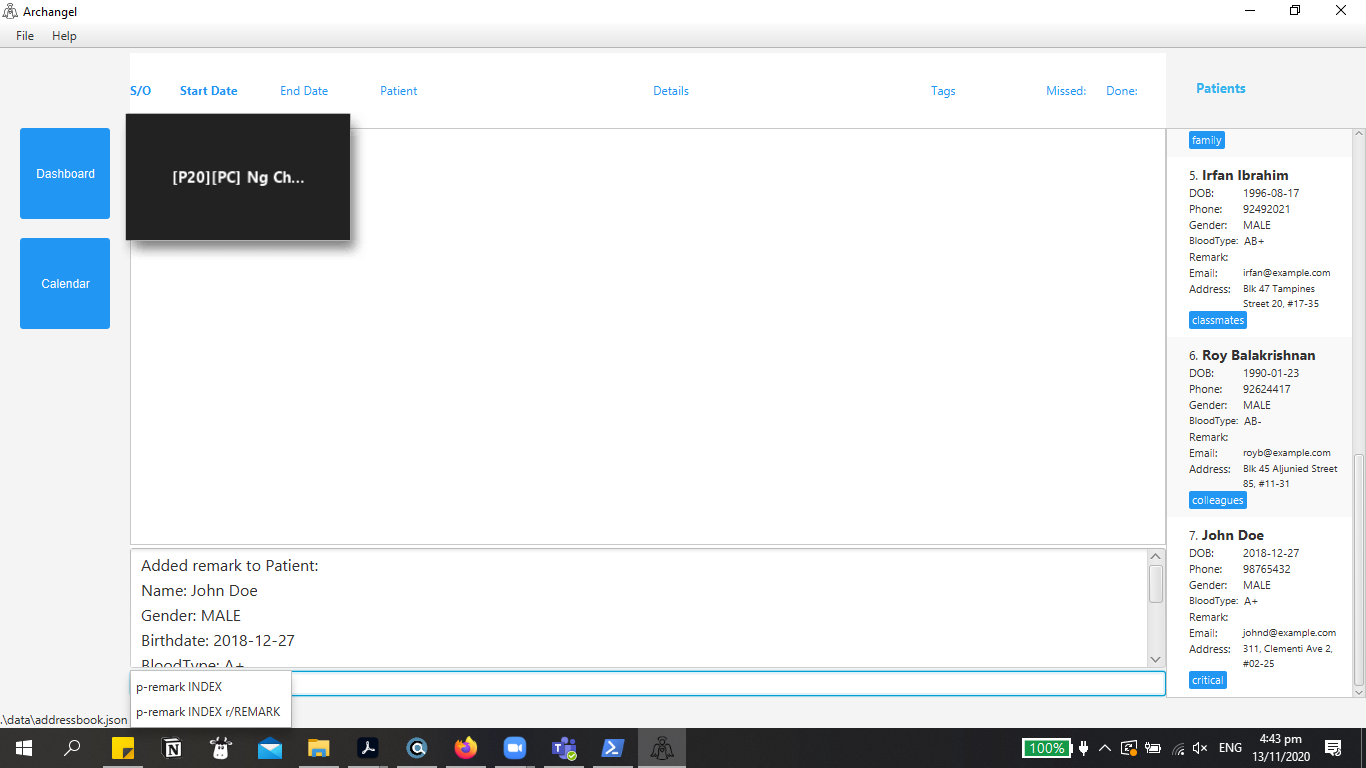 Archangel
File Help
S/O Start Date End Date Patient Details Tags Missed: Done:
Patients
Dashboard
Calendar
[P20][PC] Ng Ch...
family
5. Irfan Ibrahim
DOB: 1996-08-17
Phone: 92492021
Gender: MALE
BloodType: AB+
Remark:
Email: irfan@example.com
Address: Blk 47 Tampines
Street 20, #17-35
classmates
6. Roy Balakrishnan
DOB: 1990-01-23
Phone: 92624417
Gender: MALE
BloodType: AB-
Remark:
Email: royb@example.com
Address: Blk 45 Aljunied Street
85, #11-31
colleagues
7. John Doe
DOB: 2018-12-27
Phone: 98765432
Gender: MALE
BloodType: A+
Remark:
Email: johnd@example.com
Address: 311, Clementi Ave 2,
#02-25
critical
Added remark to Patient:
Name: John Doe
Gender: MALE
Birthdate: 2018-12-27
BloodType: A+
p-remark INDEX
p-remark INDEX r/REMARK
.\data\addressbook.json
100%
ENG
4:43 pm
13/11/2020